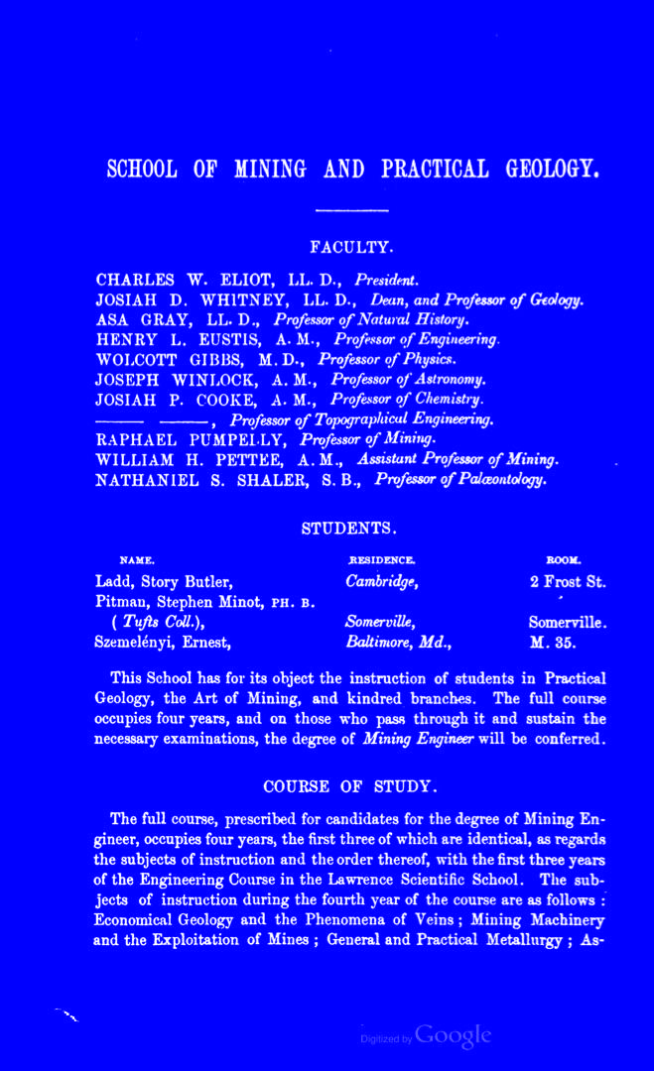 SCHOOL OF MINING AND PRACTICAL GEOLOGY.
FACULTY.
CHARLES W. ELIOT, LL. D., President.
JOSIAH D. WHITNEY, LL. D., Dean, and Professor of Geology.
ASA GRAY, LL. D., Professor of Natural History.
HENRY L. EUSTIS, A. M., Professor of Engineering.
WOLCOTT GIBBS, M. D., Professor of Physics.
JOSEPH WINLOCK, A. M., Professor of Astronomy.
JOSIAH P. COOKE, A. M., Professor of Chemistry.
—— ——, Professor of Topographical Engineering.
RAPHAEL PUMPELLY, Professor of Mining.
WILLIAM H. PETTEE, A. M., Assistant Professor of Mining.
NATHANIEL S. SHALER, S. B., Professor of Palæontology.
STUDENTS.
NAME. RESIDENCE. ROOM.
Ladd, Story Butler, Cambridge, 2 Frost St.
Pitman, Stephen Minot, PH. B.
( Tufts Coll.), Somerville, Somerville.
Szemelényi, Ernest, Baltimore, Md., M. 35.
This School has for its object the instruction of students in Practical
Geology, the Art of Mining, and kindred branches. The full course
occupies four years, and on those who pass through it and sustain the
necessary examinations, the degree of Mining Engineer will be conferred.
COURSE OF STUDY.
The full course, prescribed for candidates for the degree of Mining En-
gineer, occupies four years, the first three of which are identical, as regards
the subjects of instruction and the order thereof, with the first three years
of the Engineering Course in the Lawrence Scientific School. The sub-
jects of instruction during the fourth year of the course are as follows :
Economical Geology and the Phenomena of Veins ; Mining Machinery
and the Exploitation of Mines ; General and Practical Metallurgy ; As-
Digitized by Google